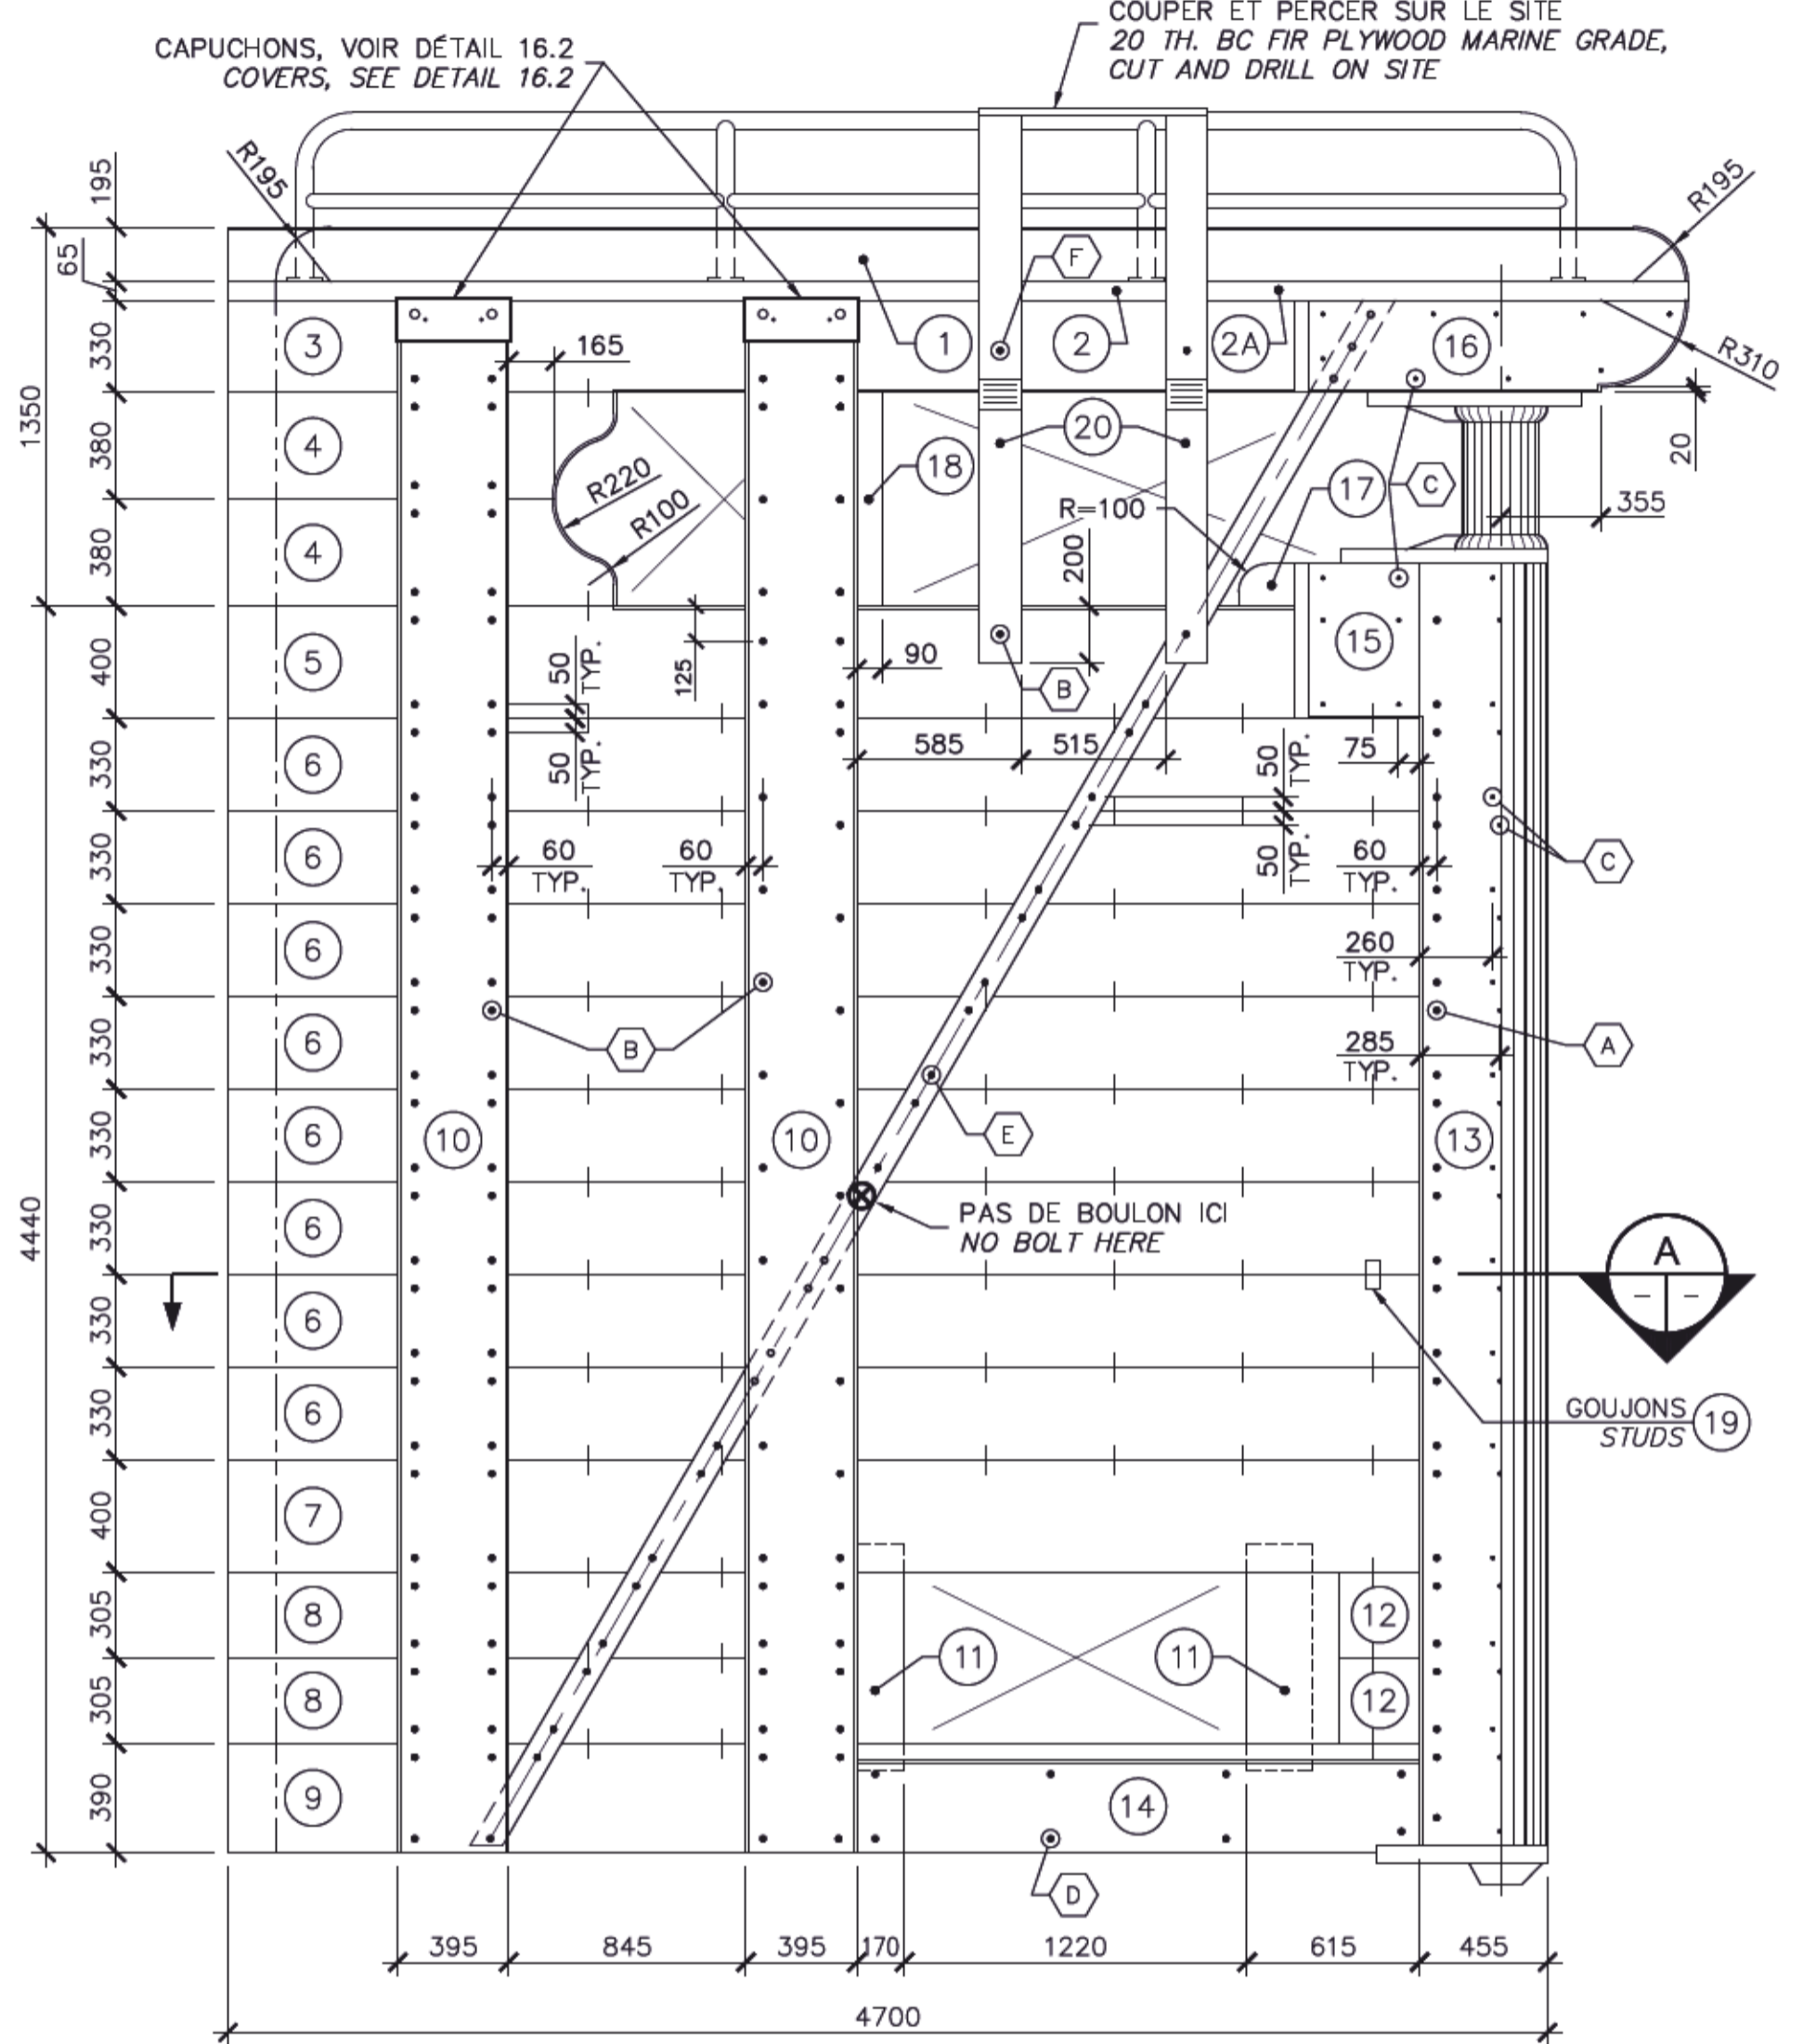 COUPER ET PERCER SUR LE SITE
20 TH. BC FIR PLYWOOD MARINE GRADE,
CUT AND DRILL ON SITE
CAPUCHONS, VOIR DÉTAIL 16.2
COVERS, SEE DETAIL 16.2
R195
R195
195
65
F
330
3
165
1
2
2A
16
R310
1350
380
4
R220
R100
18
20
R=100
17
C
20
355
380
4
200
400
5
50
TYP.
125
90
B
15
330
6
50
TYP.
585
515
50
TYP.
75
330
6
60
TYP.
60
TYP.
50
TYP.
60
TYP.
C
330
6
260
TYP.
330
6
B
285
TYP.
A
330
6
10
10
E
13
4440
330
6
PAS DE BOULON ICI
NO BOLT HERE
A
- -
330
6
330
6
GOUJONS
STUDS
19
400
7
305
8
12
11
11
305
8
12
390
9
14
D
395
845
395
170
1220
615
455
4700